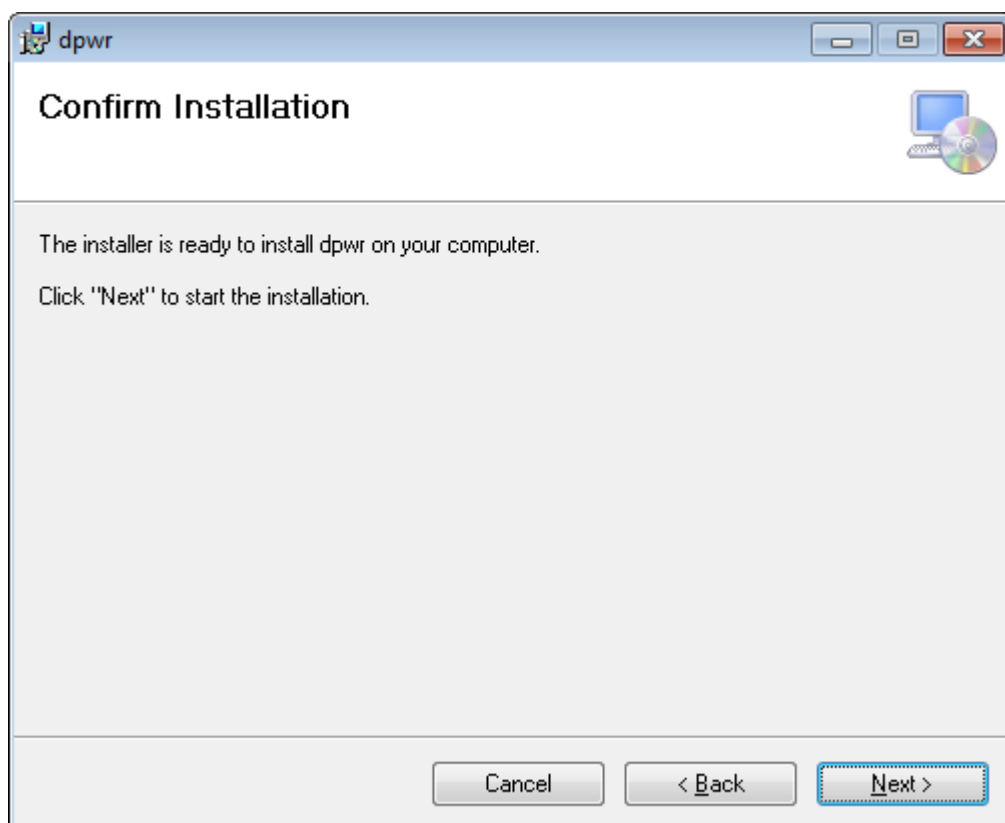 dpwr
Confirm Installation
The installer is ready to install dpwr on your computer.
Click "Next" to start the installation.
Cancel
< Back
Next >